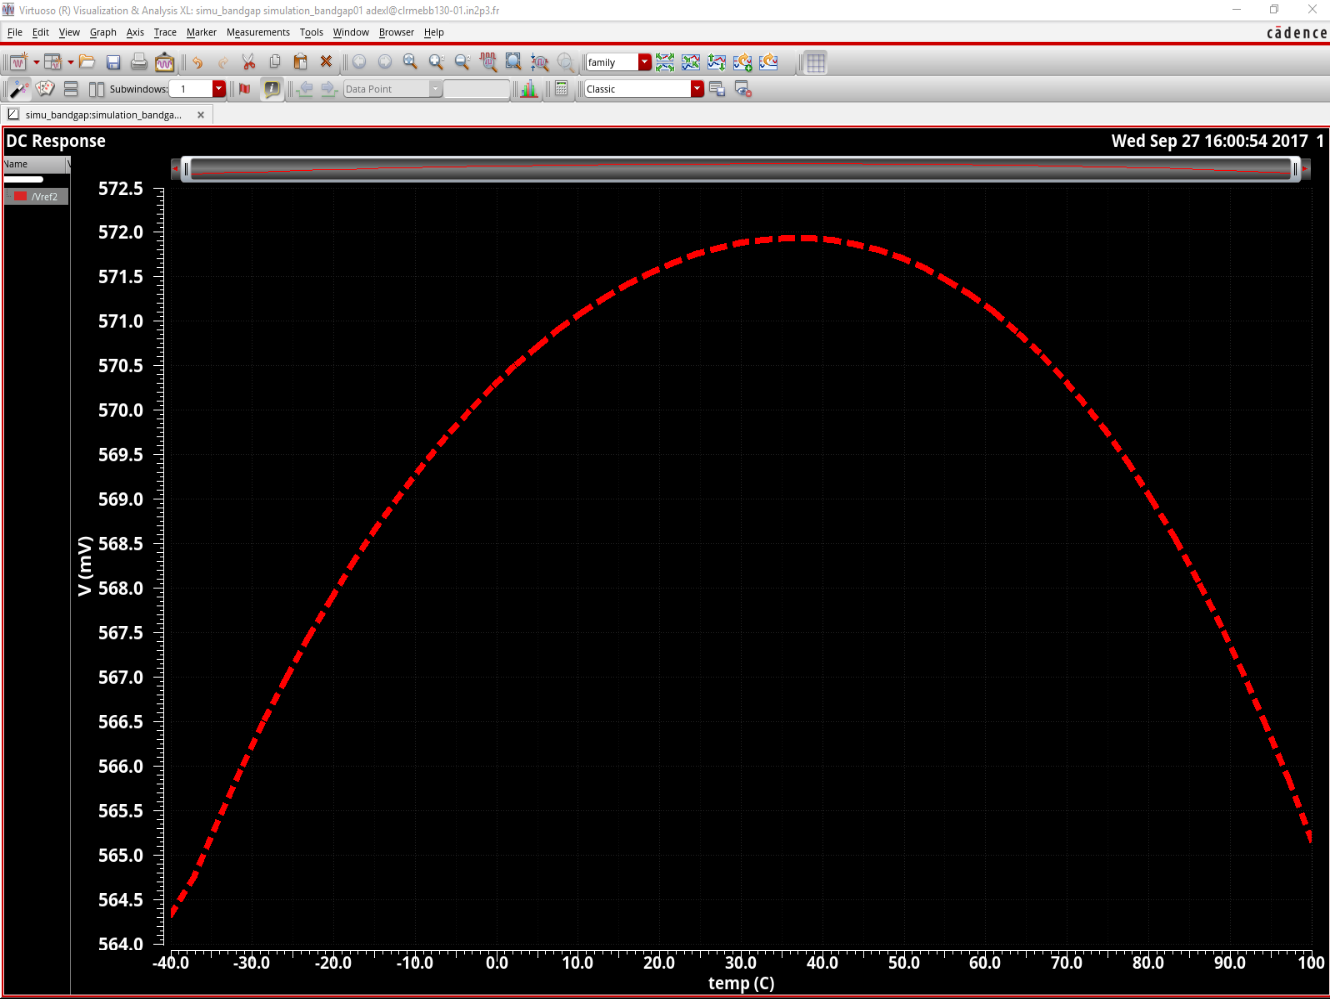 Virtuoso (R) Visualization & Analysis XL: simu_bandgap simulation_bandgap01 adexl@clrmebb130-01.in2p3.fr
File Edit View Graph Axis Trace Marker Measurements Tools Window Browser Help
cādence
family
Subwindows: 1
Data Point
Classic
simu_bandgap:simulation_bandga...
DC Response
Wed Sep 27 16:00:54 2017 1
Name V
/Vref2
572.5
572.0
571.5
571.0
570.5
570.0
569.5
569.0
568.5
568.0
567.5
567.0
566.5
566.0
565.5
565.0
564.5
564.0
V (mV)
-40.0 -30.0 -20.0 -10.0 0.0 10.0 20.0 30.0 40.0 50.0 60.0 70.0 80.0 90.0 100
temp (C)